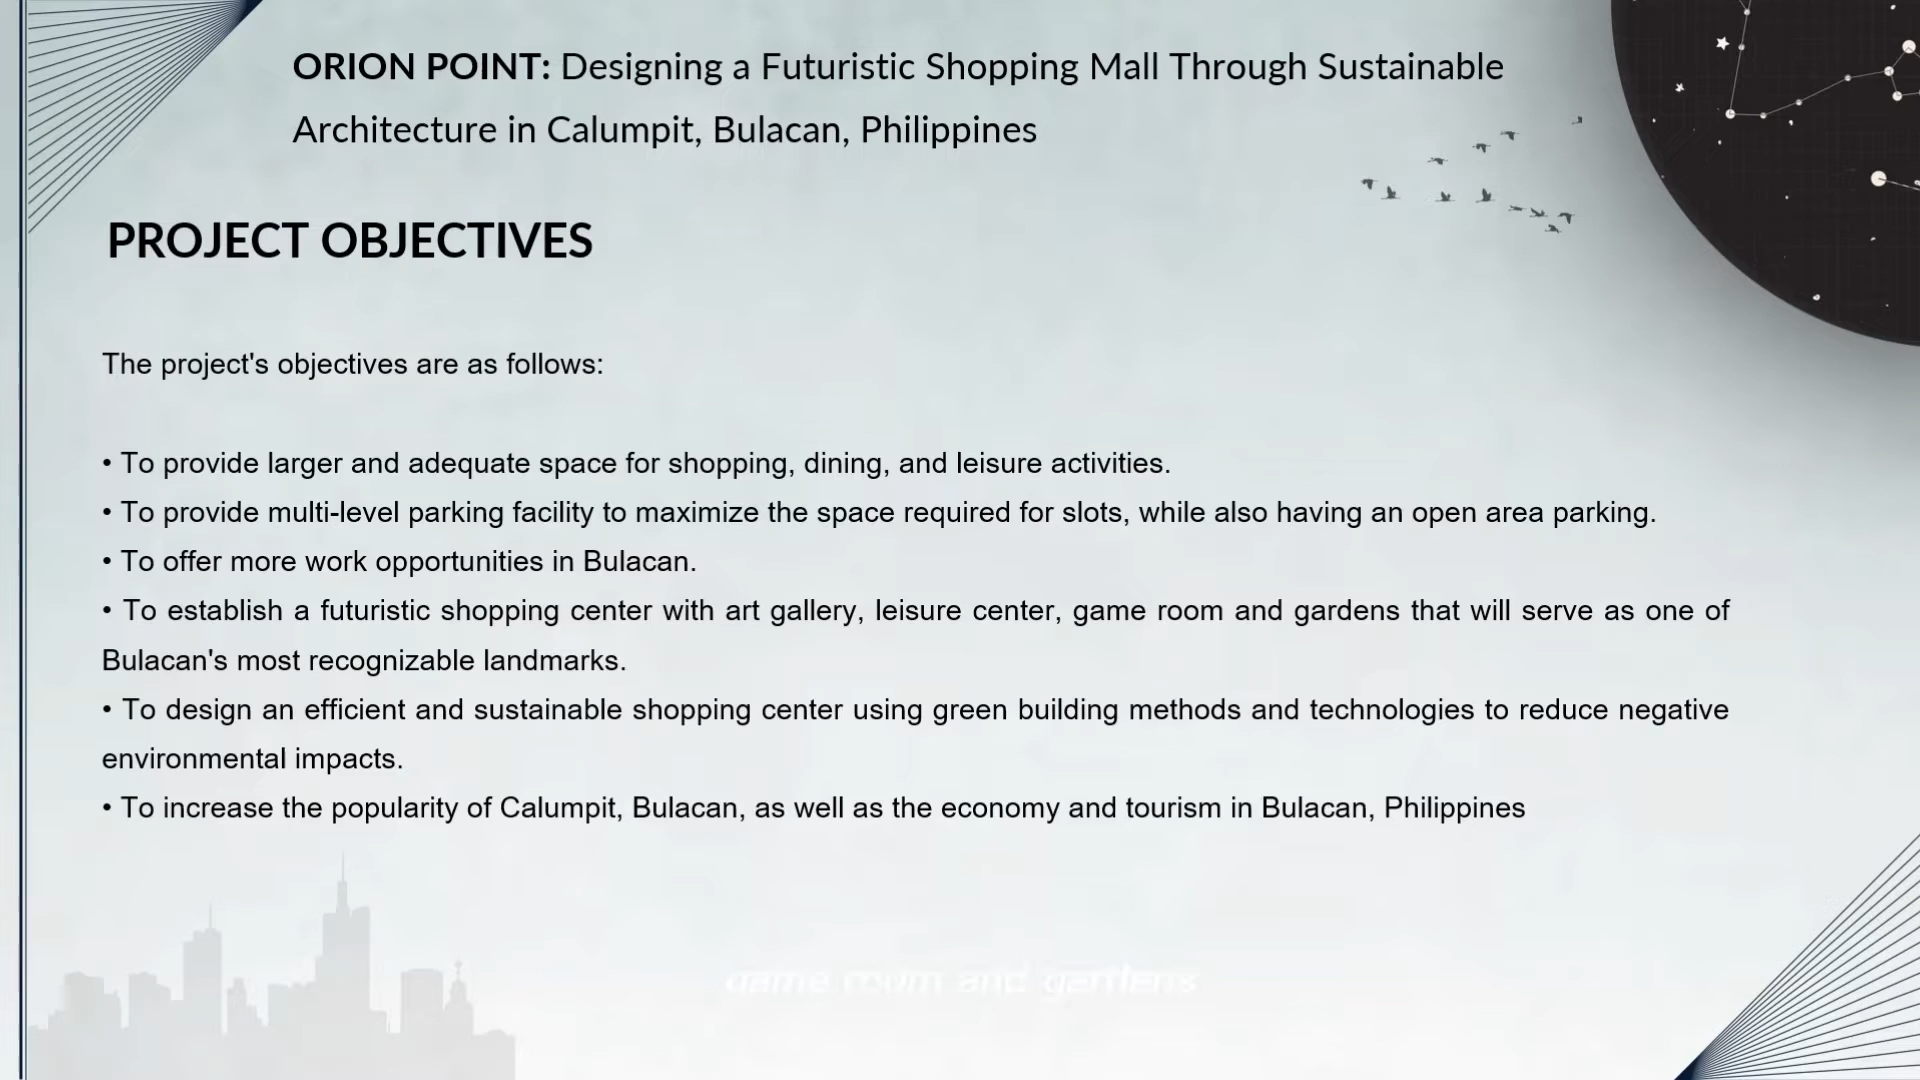 ORION POINT: Designing a Futuristic Shopping Mall Through Sustainable
Architecture in Calumpit, Bulacan, Philippines
PROJECT OBJECTIVES
The project's objectives are as follows:
• To provide larger and adequate space for shopping, dining, and leisure activities.
• To provide multi-level parking facility to maximize the space required for slots, while also having an open area parking.
• To offer more work opportunities in Bulacan.
• To establish a futuristic shopping center with art gallery, leisure center, game room and gardens that will serve as one of
Bulacan's most recognizable landmarks.
• To design an efficient and sustainable shopping center using green building methods and technologies to reduce negative
environmental impacts.
• To increase the popularity of Calumpit, Bulacan, as well as the economy and tourism in Bulacan, Philippines
game room and gardens